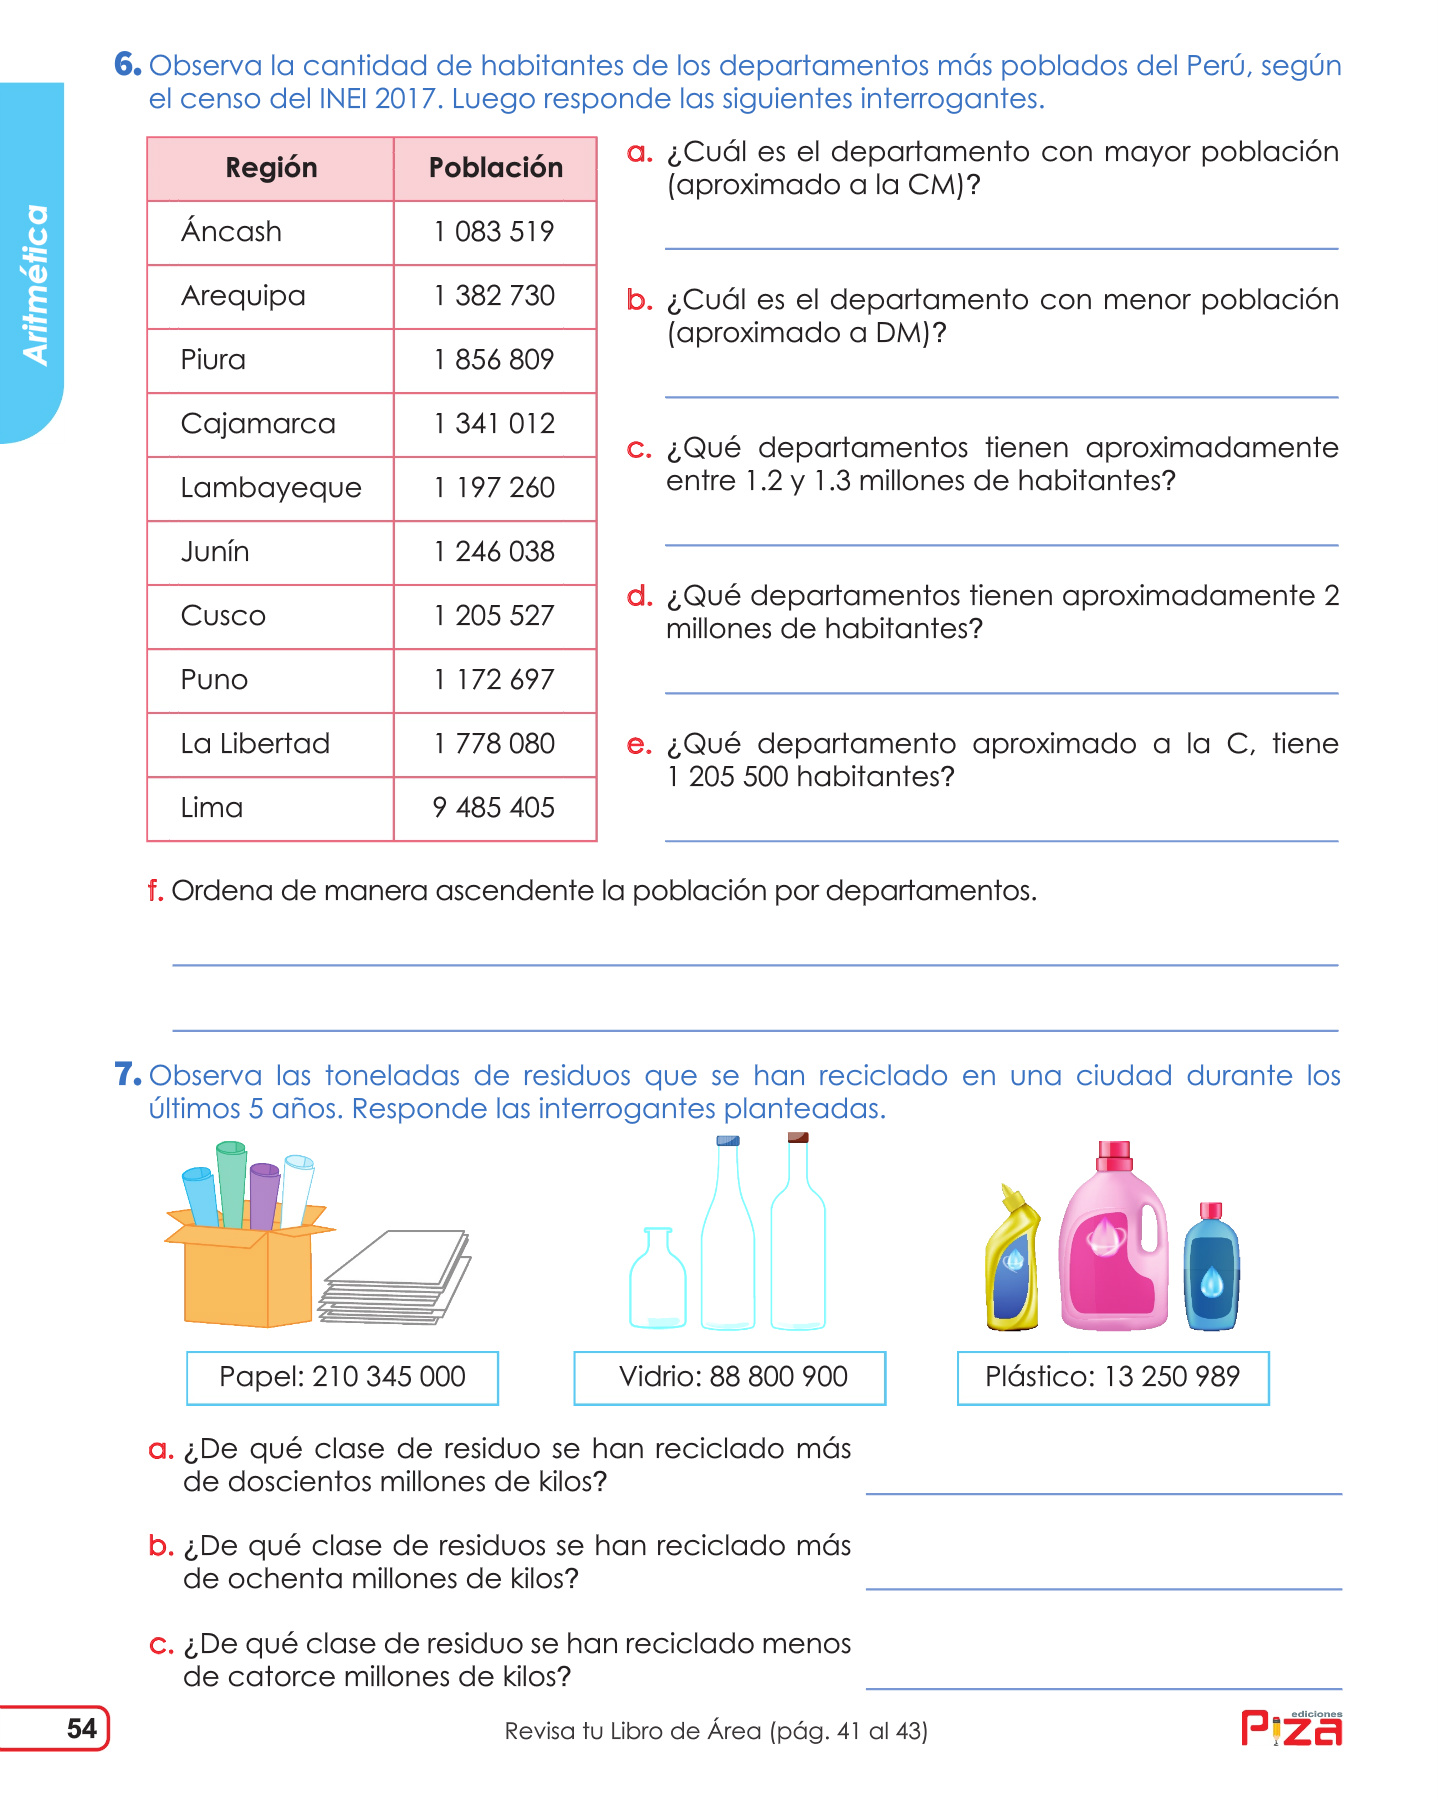 Aritmética
6. Observa la cantidad de habitantes de los departamentos más poblados del Perú, según
el censo del INEI 2017. Luego responde las siguientes interrogantes.
Región Población
Áncash 1 083 519
Arequipa 1 382 730
Piura 1 856 809
Cajamarca 1 341 012
Lambayeque 1 197 260
Junín 1 246 038
Cusco 1 205 527
Puno 1 172 697
La Libertad 1 778 080
Lima 9 485 405
a. ¿Cuál es el departamento con mayor población
(aproximado a la CM)?
b. ¿Cuál es el departamento con menor población
(aproximado a DM)?
c. ¿Qué departamentos tienen aproximadamente
entre 1.2 y 1.3 millones de habitantes?
d. ¿Qué departamentos tienen aproximadamente 2
millones de habitantes?
e. ¿Qué departamento aproximado a la C, tiene
1 205 500 habitantes?
f. Ordena de manera ascendente la población por departamentos.
7. Observa las toneladas de residuos que se han reciclado en una ciudad durante los
últimos 5 años. Responde las interrogantes planteadas.
Papel: 210 345 000
Vidrio: 88 800 900
Plástico: 13 250 989
a. ¿De qué clase de residuo se han reciclado más
de doscientos millones de kilos?
b. ¿De qué clase de residuos se han reciclado más
de ochenta millones de kilos?
c. ¿De qué clase de residuo se han reciclado menos
de catorce millones de kilos?
54
Revisa tu Libro de Área (pág. 41 al 43)
ediciones
Piza